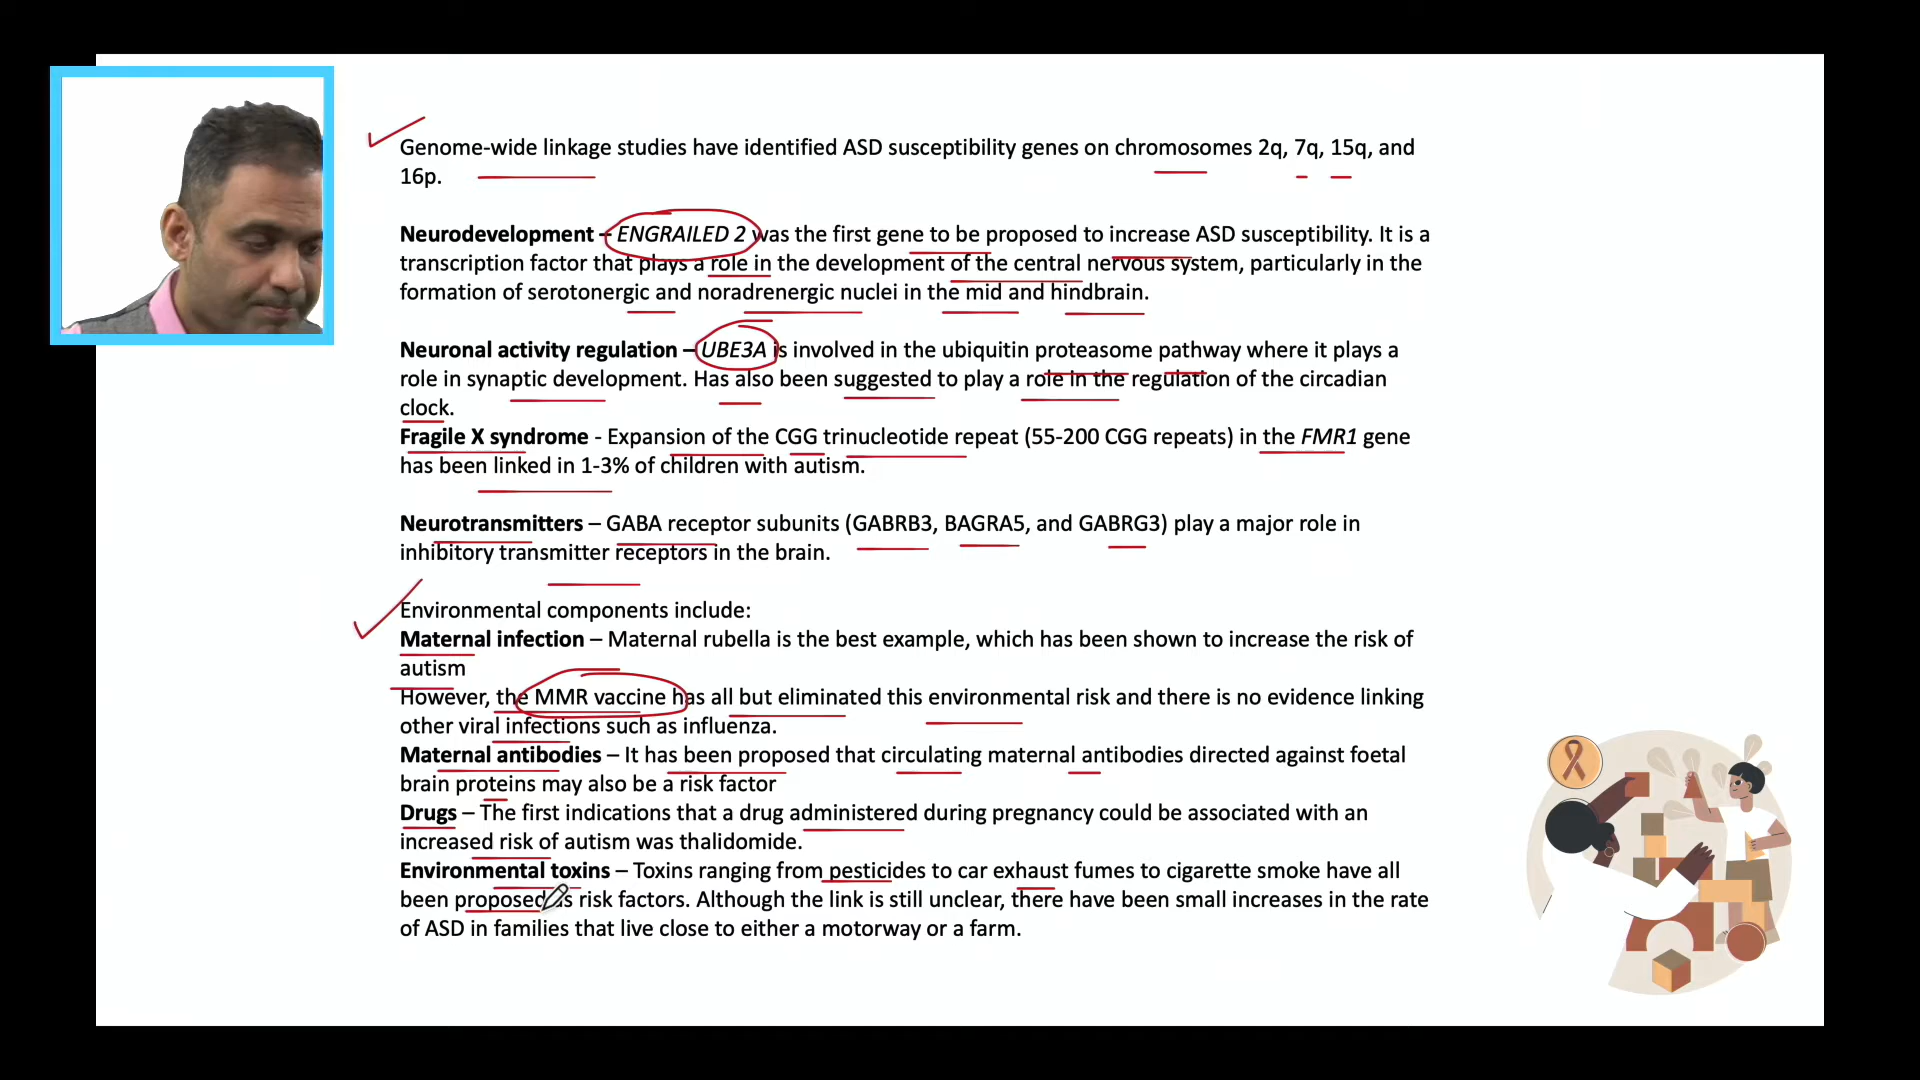 Genome-wide linkage studies have identified ASD susceptibility genes on chromosomes 2q, 7q, 15q, and
16p.
Neurodevelopment – ENGRAILED 2 was the first gene to be proposed to increase ASD susceptibility. It is a
transcription factor that plays a role in the development of the central nervous system, particularly in the
formation of serotonergic and noradrenergic nuclei in the mid and hindbrain.
Neuronal activity regulation – UBE3A is involved in the ubiquitin proteasome pathway where it plays a
role in synaptic development. Has also been suggested to play a role in the regulation of the circadian
clock.
Fragile X syndrome - Expansion of the CGG trinucleotide repeat (55-200 CGG repeats) in the FMR1 gene
has been linked in 1-3% of children with autism.
Neurotransmitters – GABA receptor subunits (GABRB3, BAGRA5, and GABRG3) play a major role in
inhibitory transmitter receptors in the brain.
Environmental components include:
Maternal infection – Maternal rubella is the best example, which has been shown to increase the risk of
autism
However, the MMR vaccine has all but eliminated this environmental risk and there is no evidence linking
other viral infections such as influenza.
Maternal antibodies – It has been proposed that circulating maternal antibodies directed against foetal
brain proteins may also be a risk factor
Drugs – The first indications that a drug administered during pregnancy could be associated with an
increased risk of autism was thalidomide.
Environmental toxins – Toxins ranging from pesticides to car exhaust fumes to cigarette smoke have all
been proposed as risk factors. Although the link is still unclear, there have been small increases in the rate
of ASD in families that live close to either a motorway or a farm.